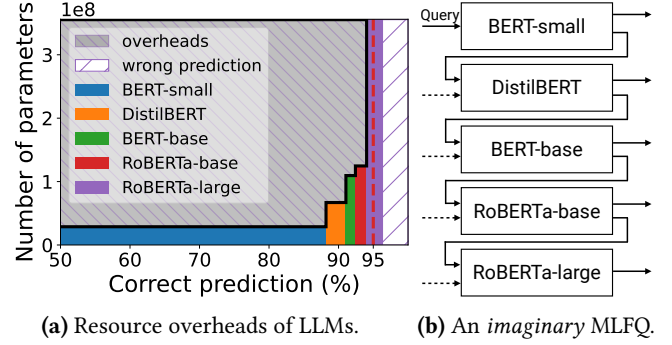 1e8
Number of parameters
3
2
1
0
overheads
wrong prediction
BERT-small
DistilBERT
BERT-base
RoBERTa-base
RoBERTa-large
50
60
70
80
90
95
Correct prediction (%)
(a) Resource overheads of LLMs.
Query
BERT-small
DistilBERT
BERT-base
RoBERTa-base
RoBERTa-large
(b) An imaginary MLFQ.